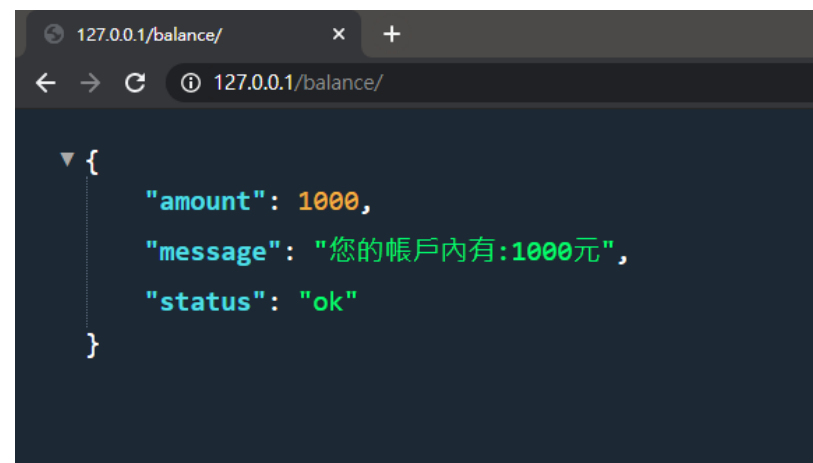 127.0.0.1/balance/
127.0.0.1/balance/
{
"amount": 1000,
"message": "您的帳戶內有:1000元",
"status": "ok"
}